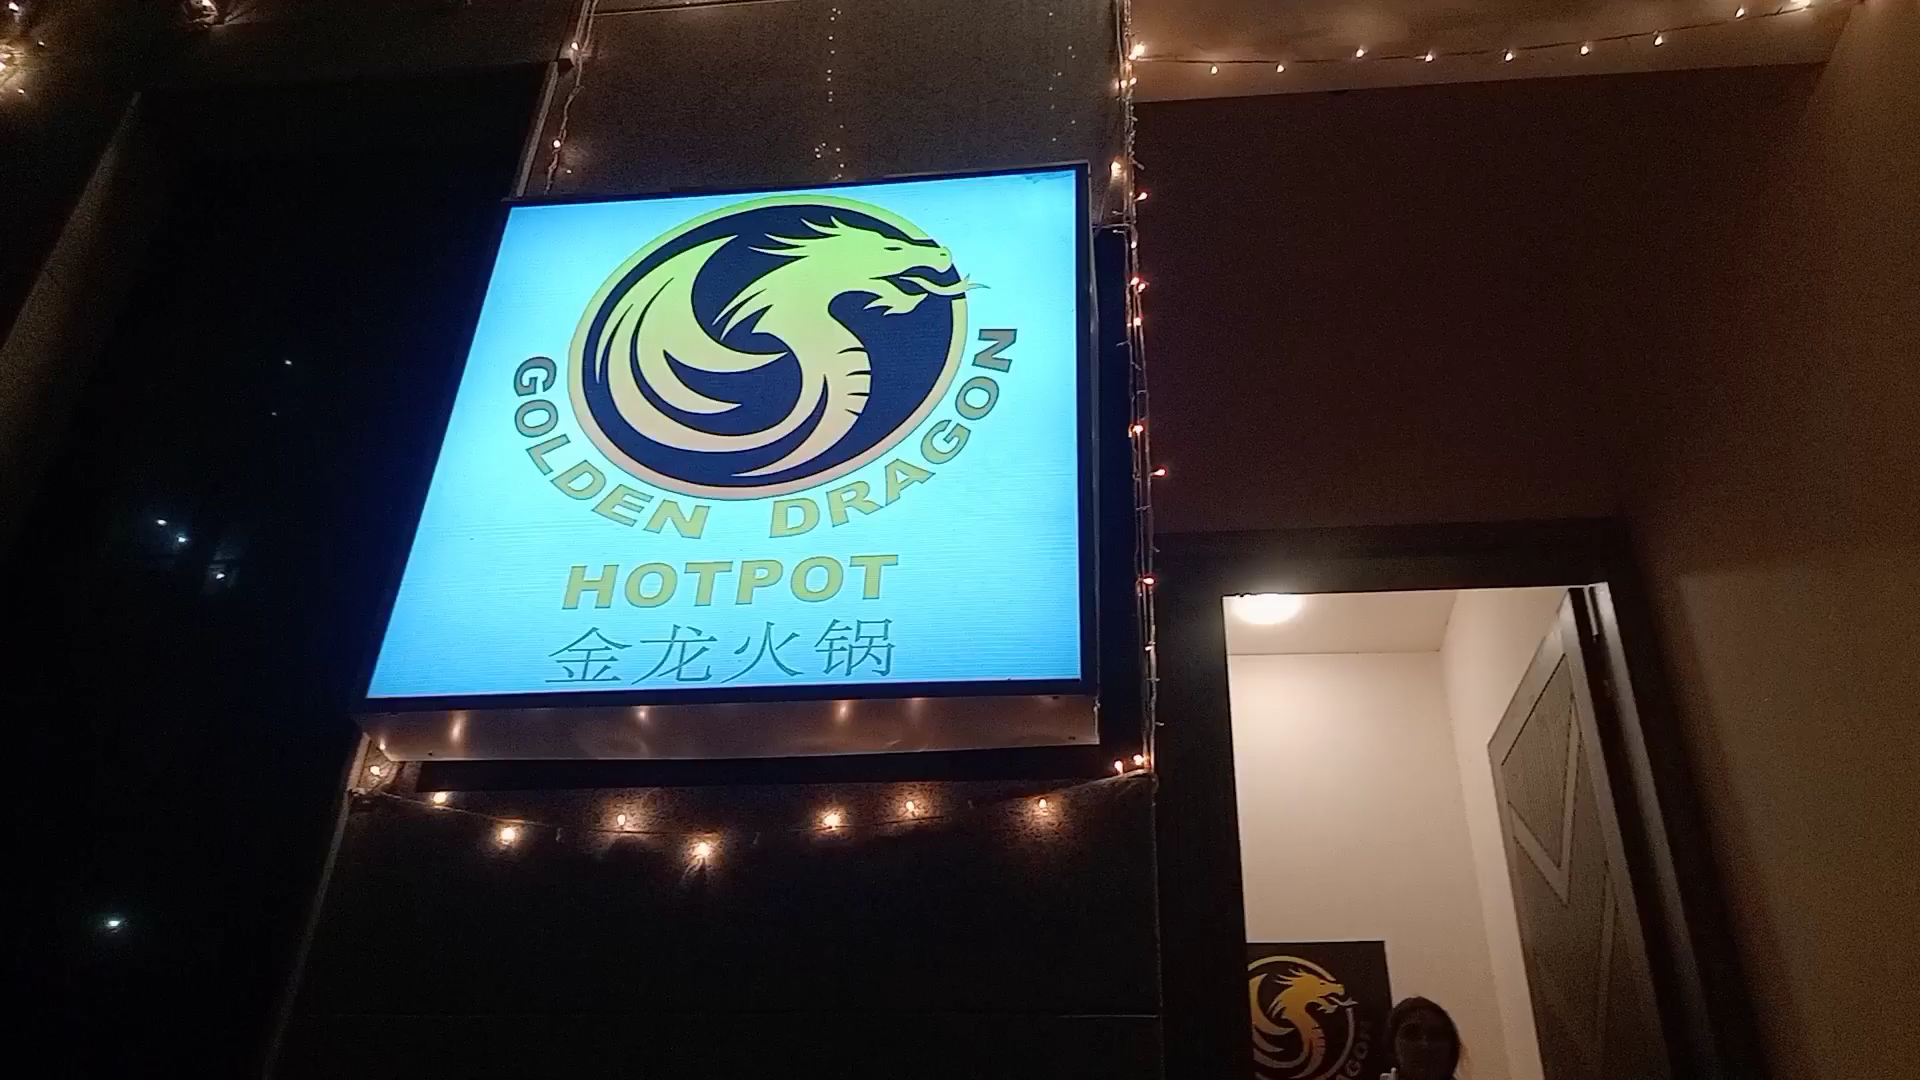 GOLDEN DRAGON
HOTPOT
金龙火锅